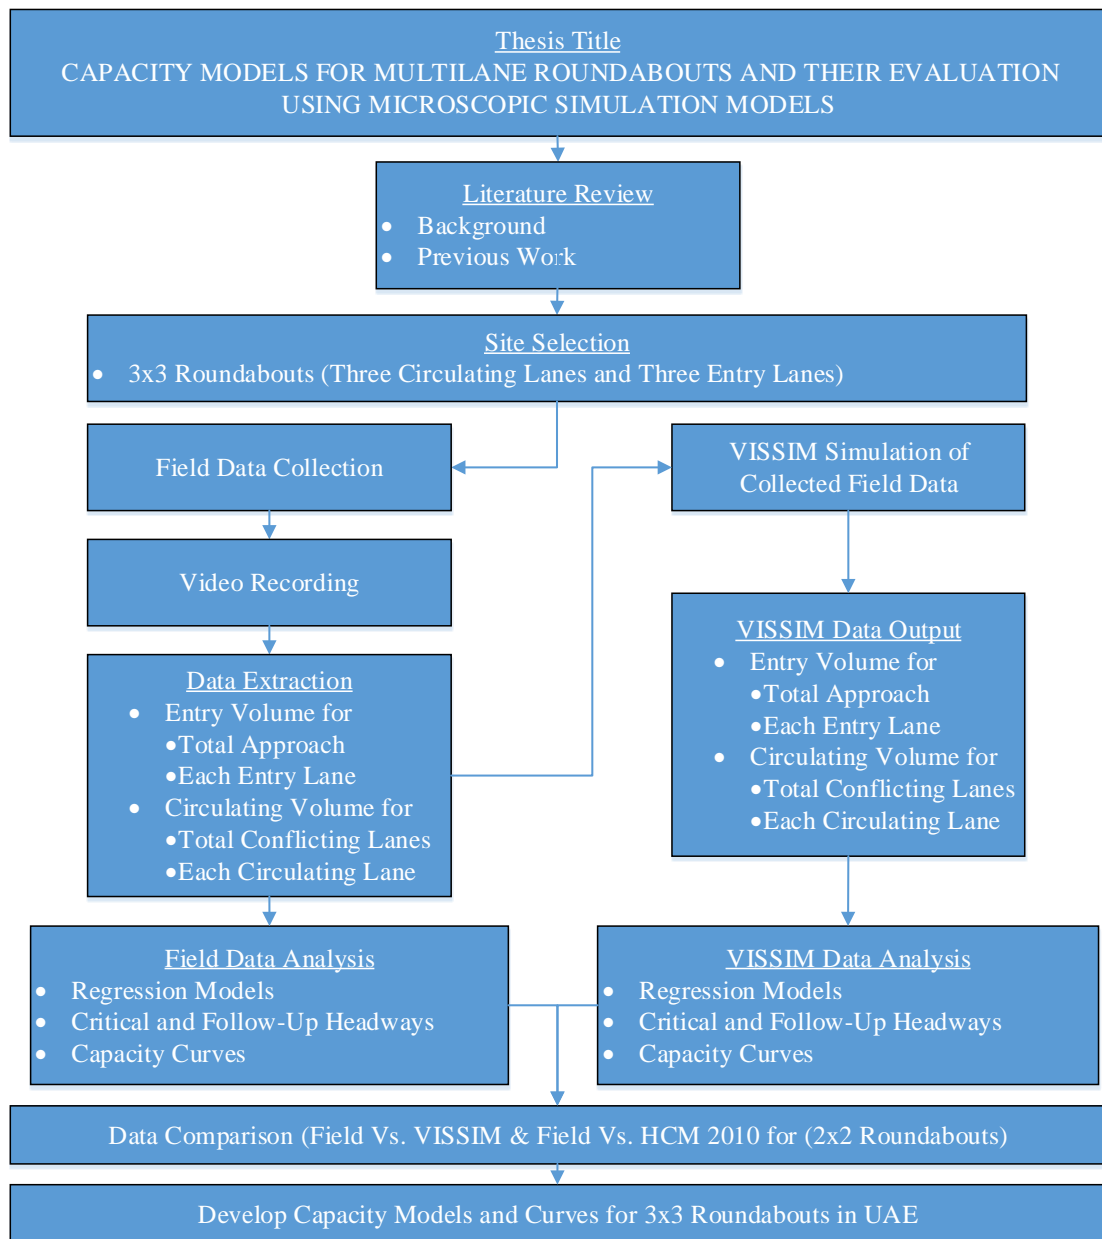 Thesis Title
CAPACITY MODELS FOR MULTILANE ROUNDABOUTS AND THEIR EVALUATION
USING MICROSCOPIC SIMULATION MODELS
Literature Review
• Background
• Previous Work
Site Selection
• 3x3 Roundabouts (Three Circulating Lanes and Three Entry Lanes)
Field Data Collection
Video Recording
Data Extraction
• Entry Volume for
•Total Approach
•Each Entry Lane
• Circulating Volume for
•Total Conflicting Lanes
•Each Circulating Lane
VISSIM Simulation of
Collected Field Data
VISSIM Data Output
• Entry Volume for
•Total Approach
•Each Entry Lane
• Circulating Volume for
•Total Conflicting Lanes
•Each Circulating Lane
Field Data Analysis
• Regression Models
• Critical and Follow-Up Headways
• Capacity Curves
VISSIM Data Analysis
• Regression Models
• Critical and Follow-Up Headways
• Capacity Curves
Data Comparison (Field Vs. VISSIM & Field Vs. HCM 2010 for (2x2 Roundabouts)
Develop Capacity Models and Curves for 3x3 Roundabouts in UAE